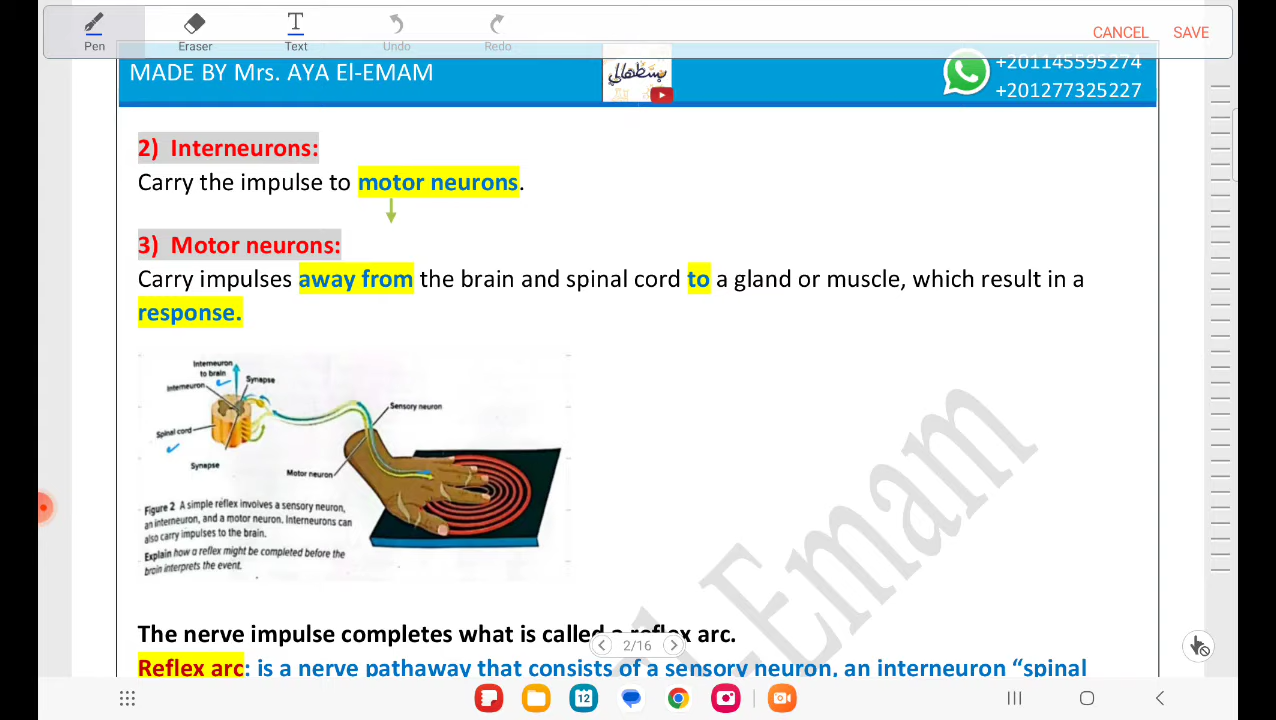 Pen
Eraser
Text
Undo
Redo
CANCEL
SAVE
MADE BY Mrs. AYA El-EMAM
+201145595274
+201277325227
2) Interneurons:
Carry the impulse to motor neurons.
3) Motor neurons:
Carry impulses away from the brain and spinal cord to a gland or muscle, which result in a
response.
Interneuron
to brain
Interneuron
Synapse
Sensory neuron
Spinal cord
Synapse
Motor neuron
Figure 2 A simple reflex involves a sensory neuron,
an interneuron, and a motor neuron. Interneurons can
also carry impulses to the brain.
Explain how a reflex might be completed before the
brain interprets the event.
Emam
The nerve impulse completes what is called a reflex arc.
2/16
Reflex arc: is a nerve pathaway that consists of a sensory neuron, an interneuron “spinal
12